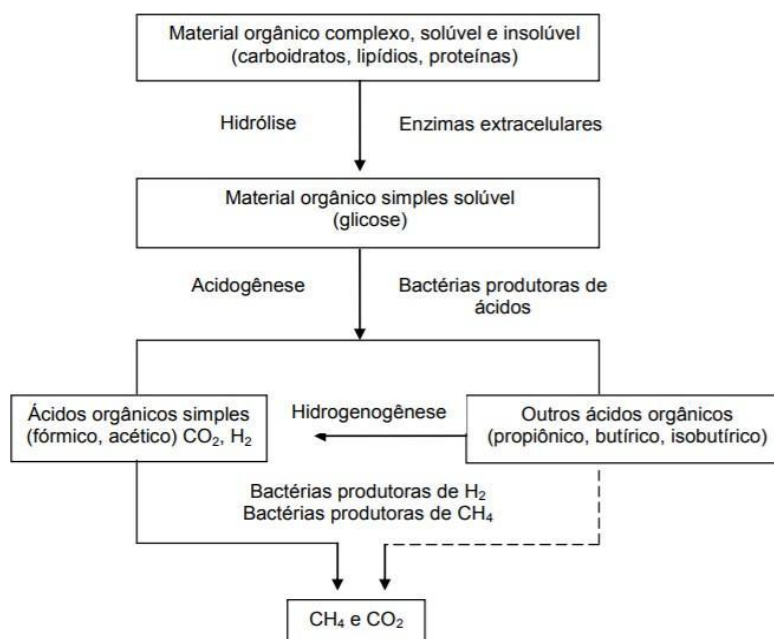 Material orgânico complexo, solúvel e insolúvel
(carboidratos, lipídios, proteínas)
Hidrólise
Enzimas extracelulares
Material orgânico simples solúvel
(glicose)
Acidogênese
Bactérias produtoras de
ácidos
Ácidos orgânicos simples
(fórmico, acético) CO₂, H₂
Hidrogenogênese
Outros ácidos orgânicos
(propiônico, butírico, isobutírico)
Bactérias produtoras de H₂
Bactérias produtoras de CH₄
CH₄ e CO₂